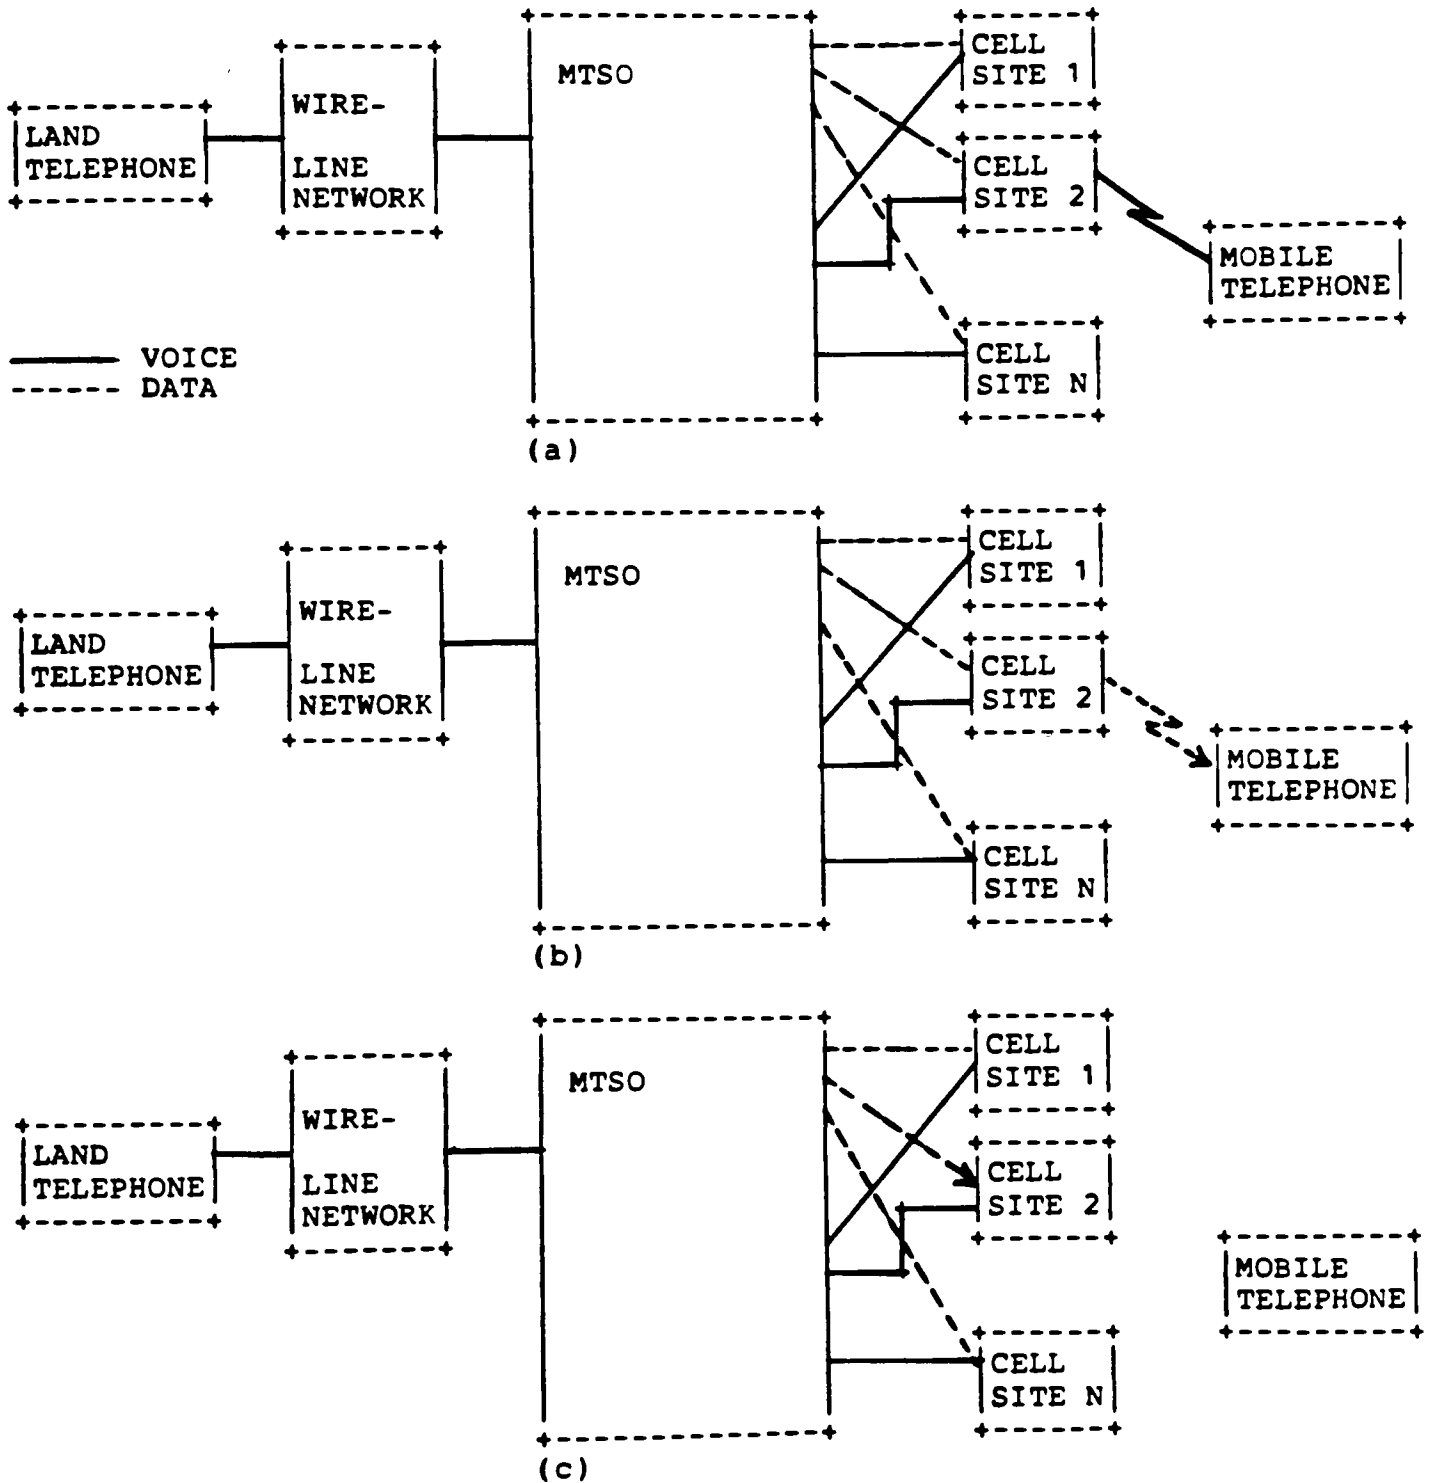 MTSO
CELL
SITE 1
WIRE-
LINE
NETWORK
LAND
TELEPHONE
CELL
SITE 2
MOBILE
TELEPHONE
CELL
SITE N
VOICE
DATA
(a)
MTSO
CELL
SITE 1
WIRE-
LINE
NETWORK
LAND
TELEPHONE
CELL
SITE 2
MOBILE
TELEPHONE
CELL
SITE N
(b)
MTSO
CELL
SITE 1
WIRE-
LINE
NETWORK
LAND
TELEPHONE
CELL
SITE 2
MOBILE
TELEPHONE
CELL
SITE N
(c)